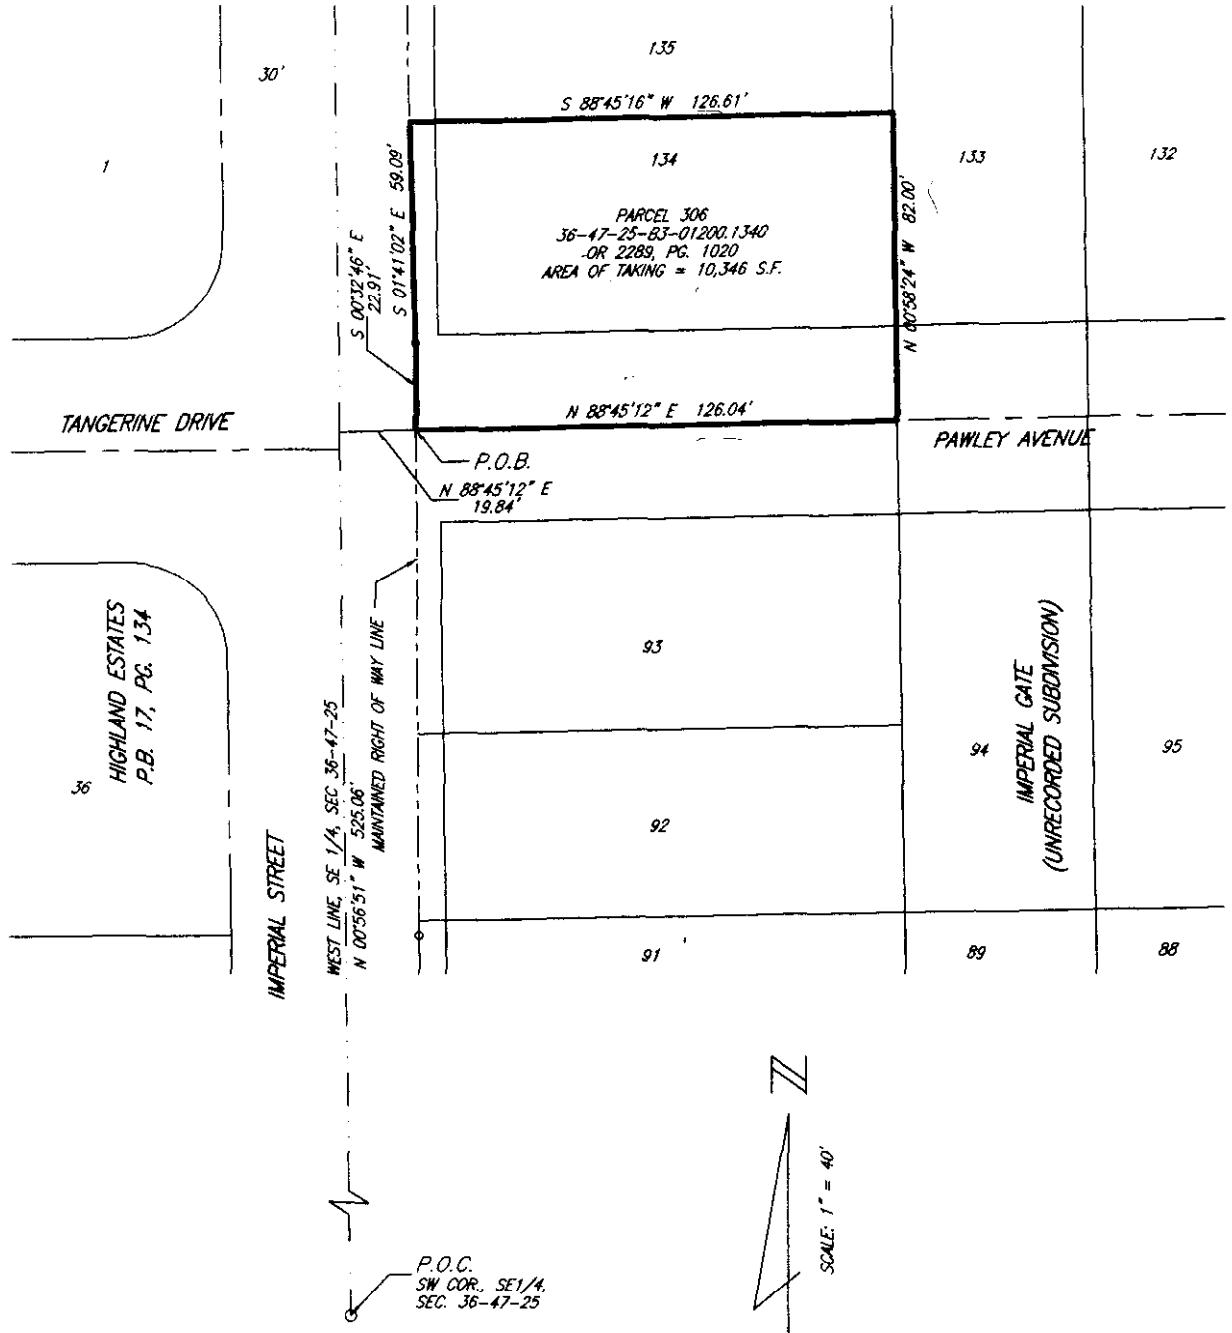 135
30'
S 88°45'16" W 126.61'
1
134
133
132
PARCEL 306
36-47-25-B3-01200.1340
OR 2289, PG. 1020
AREA OF TAKING = 10,346 S.F.
S 01°41'02" E 59.09'
S 00°32'46" E
22.91'
N 00°58'24" W 82.00'
N 88°45'12" E 126.04'
TANGERINE DRIVE
PAWLEY AVENUE
P.O.B.
N 88°45'12" E
19.84'
HIGHLAND ESTATES
P.B. 17, PG. 134
36
IMPERIAL STREET
WEST LINE, SE 1/4, SEC 36-47-25
N 00°56'51" W 525.06'
MAINTAINED RIGHT OF WAY LINE
93
92
91
94
95
IMPERIAL GATE
(UNRECORDED SUBDIVISION)
89
88
N
SCALE: 1" = 40'
P.O.C.
SW COR., SE1/4,
SEC. 36-47-25